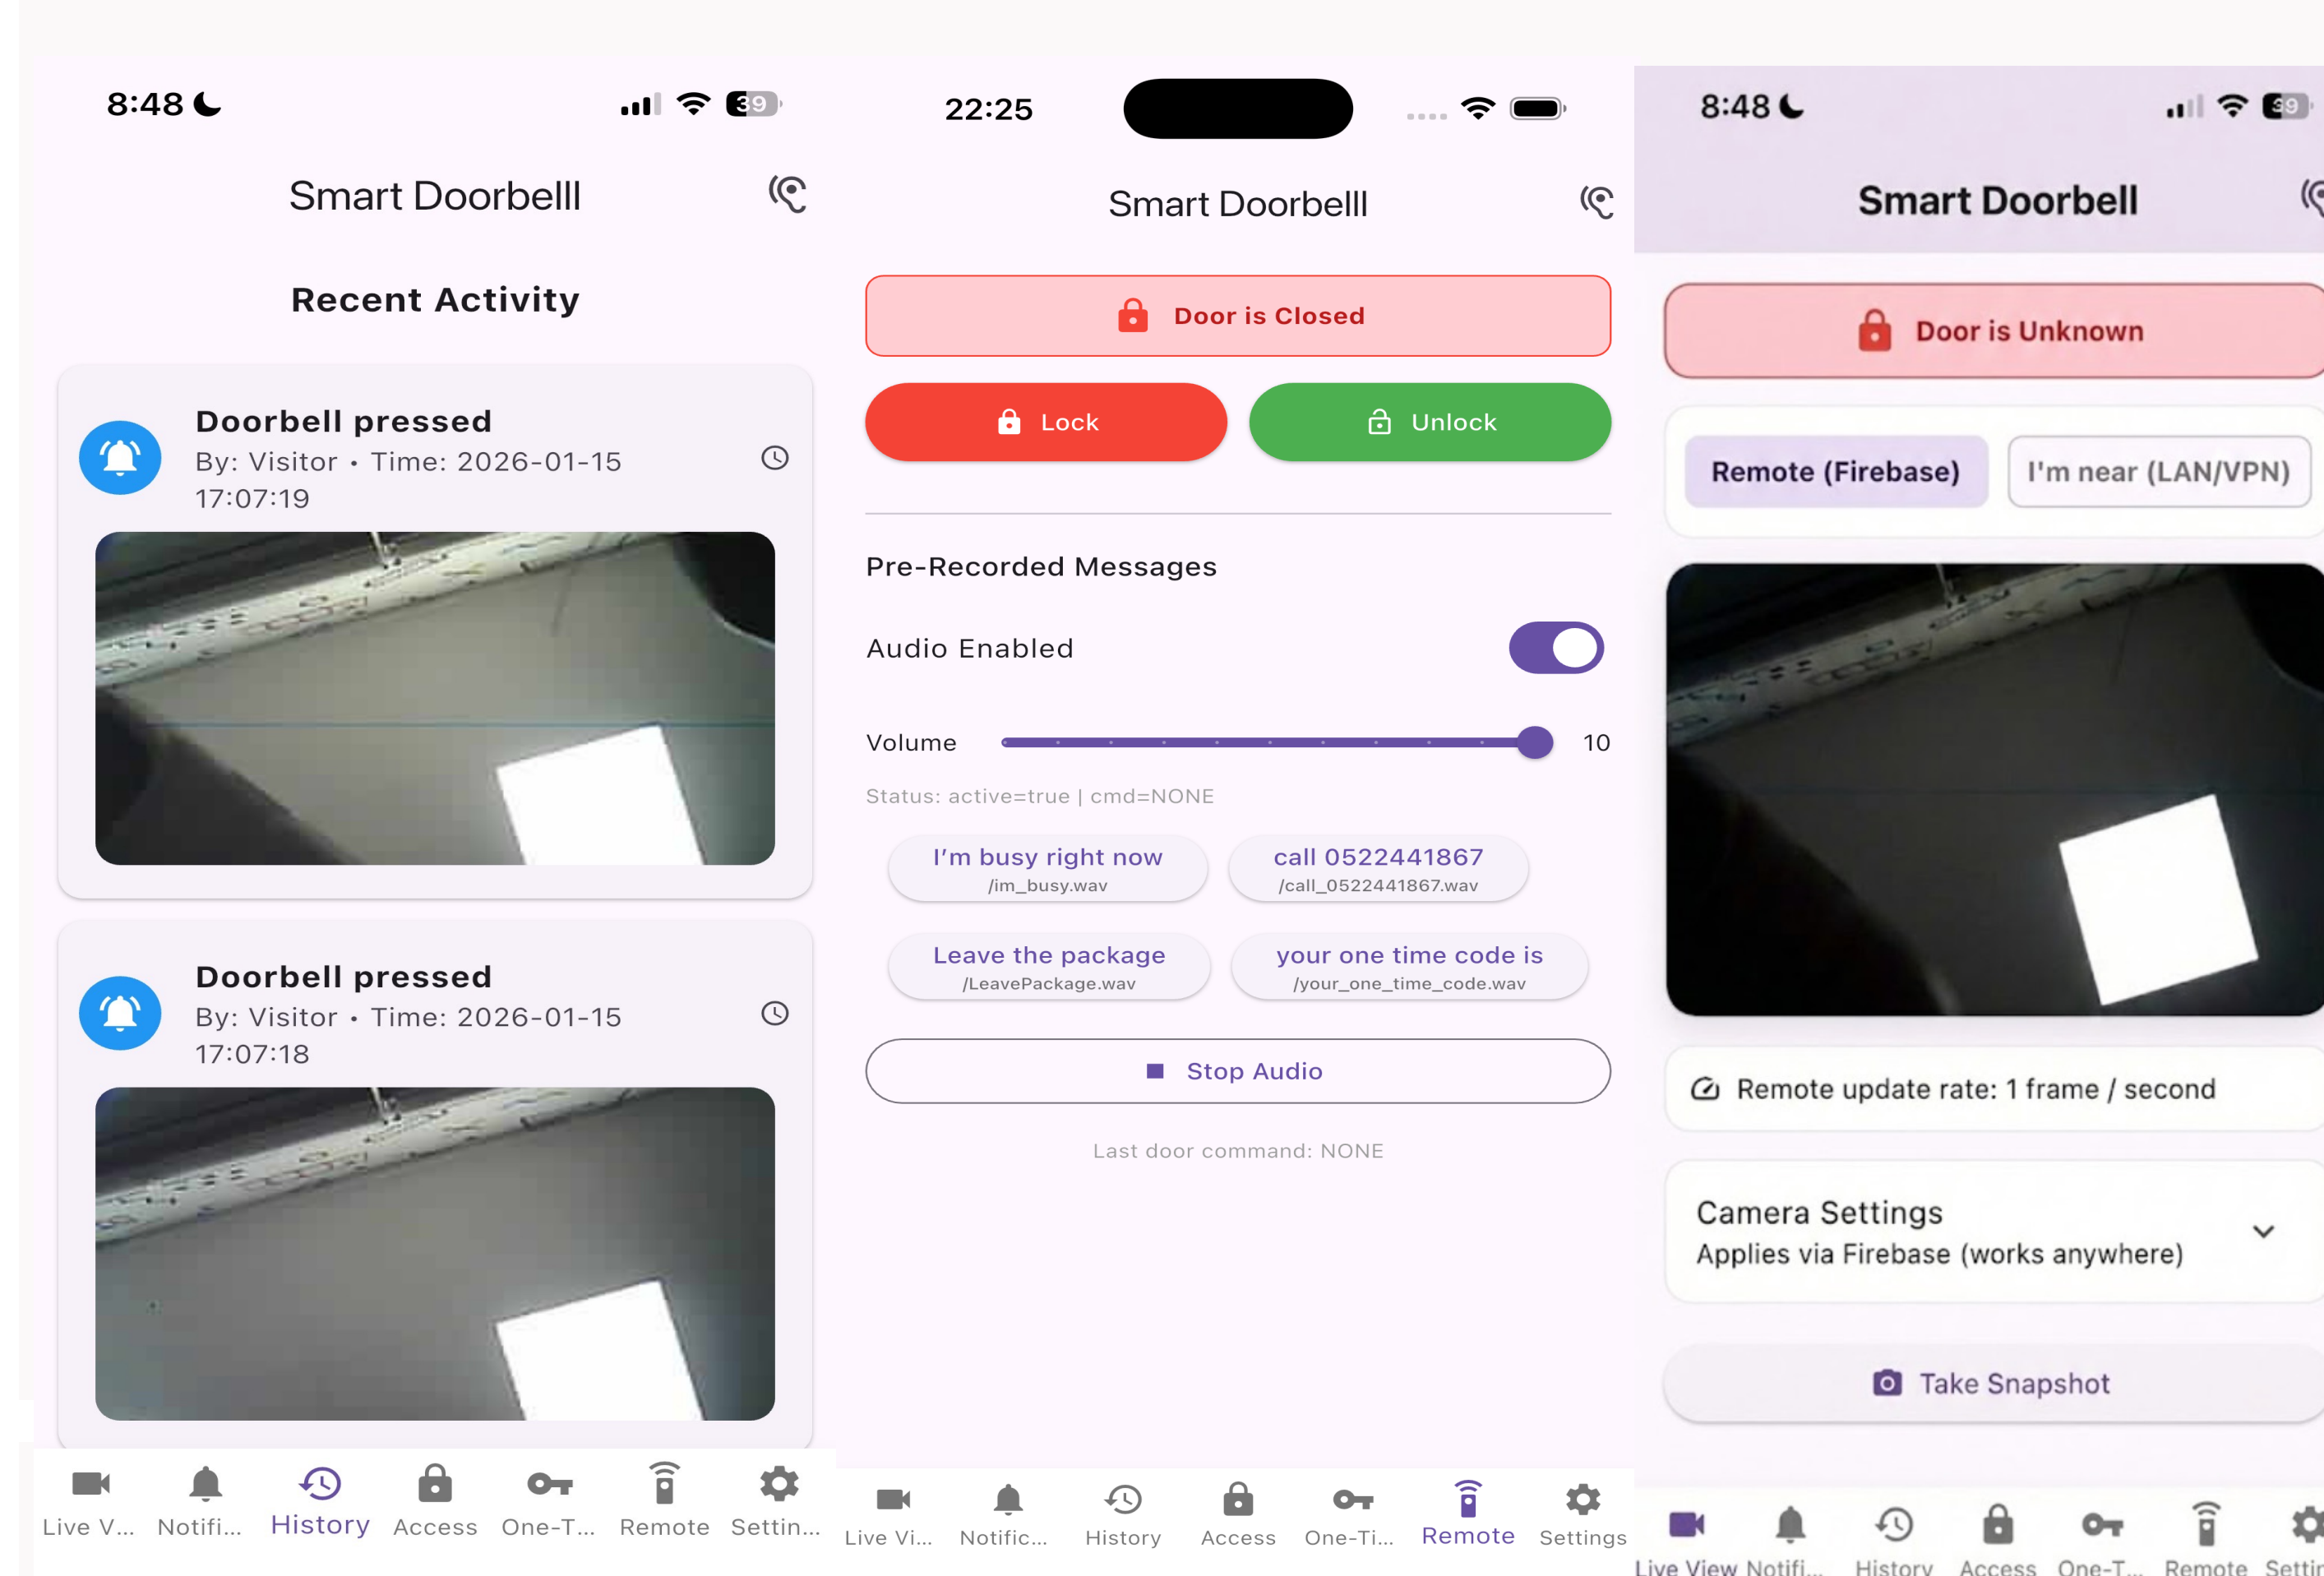 8:48
39
Smart Doorbelll
Recent Activity
Doorbell pressed
By: Visitor • Time: 2026-01-15
17:07:19
Doorbell pressed
By: Visitor • Time: 2026-01-15
17:07:18
Live V...
Notifi...
History
Access
One-T...
Remote
Settin...
22:25
Smart Doorbelll
Door is Closed
Lock
Unlock
Pre-Recorded Messages
Audio Enabled
Volume
10
Status: active=true | cmd=NONE
I’m busy right now
/im_busy.wav
call 0522441867
/call_0522441867.wav
Leave the package
/LeavePackage.wav
your one time code is
/your_one_time_code.wav
Stop Audio
Last door command: NONE
Live Vi...
Notific...
History
Access
One-Ti...
Remote
Settings
8:48
39
Smart Doorbell
Door is Unknown
Remote (Firebase)
I'm near (LAN/VPN)
Remote update rate: 1 frame / second
Camera Settings
Applies via Firebase (works anywhere)
Take Snapshot
Live View
Notifi...
History
Access
One-T...
Remote
Settin